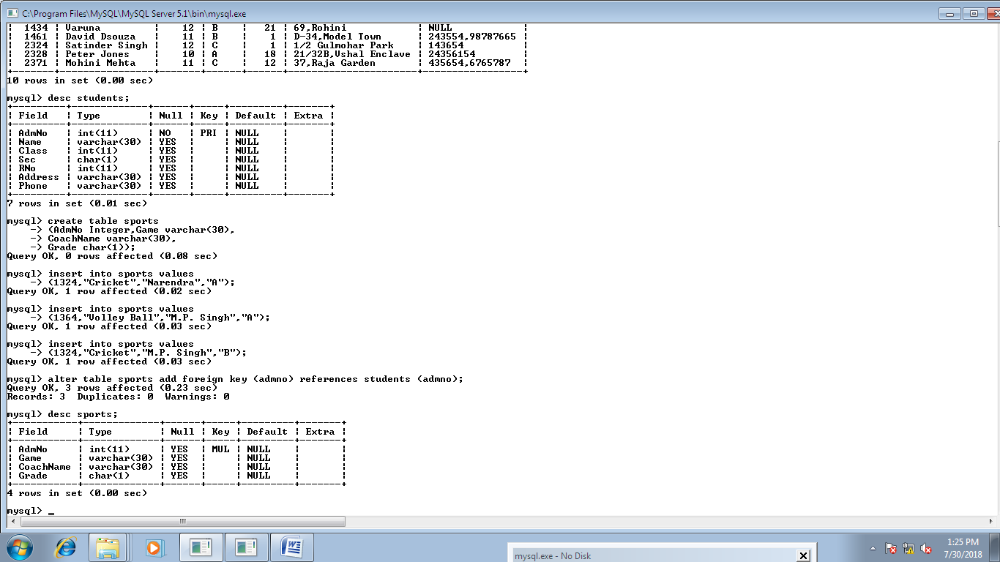 C:\Program Files\MySQL\MySQL Server 5.1\bin\mysql.exe
| 1434 | Varuna | 12 | B | 21 | 69,Rohini | NULL |
| 1461 | David Dsouza | 11 | B | 1 | D-34,Model Town | 243554,98787665 |
| 2324 | Satinder Singh | 12 | C | 1 | 1/2 Gulmohar Park | 143654 |
| 2328 | Peter Jones | 10 | A | 18 | 21/32B,Vshal Enclave | 24356154 |
| 2371 | Mohini Mehta | 11 | C | 12 | 37,Raja Garden | 435654,6765787 |
10 rows in set (0.00 sec)
mysql> desc students;
| Field | Type | Null | Key | Default | Extra |
| AdmNo | int(11) | NO | PRI | NULL | |
| Name | varchar(30) | YES | | NULL | |
| Class | int(11) | YES | | NULL | |
| Sec | char(1) | YES | | NULL | |
| RNo | int(11) | YES | | NULL | |
| Address | varchar(30) | YES | | NULL | |
| Phone | varchar(30) | YES | | NULL | |
7 rows in set (0.01 sec)
mysql> create table sports
-> (AdmNo Integer,Game varchar(30),
-> CoachName varchar(30),
-> Grade char(1));
Query OK, 0 rows affected (0.08 sec)
mysql> insert into sports values
-> (1324,"Cricket","Narendra","A");
Query OK, 1 row affected (0.02 sec)
mysql> insert into sports values
-> (1364,"Volley Ball","M.P. Singh","A");
Query OK, 1 row affected (0.03 sec)
mysql> insert into sports values
-> (1324,"Cricket","M.P. Singh","B");
Query OK, 1 row affected (0.03 sec)
mysql> alter table sports add foreign key (admno) references students (admno);
Query OK, 3 rows affected (0.23 sec)
Records: 3 Duplicates: 0 Warnings: 0
mysql> desc sports;
| Field | Type | Null | Key | Default | Extra |
| AdmNo | int(11) | YES | MUL | NULL | |
| Game | varchar(30) | YES | | NULL | |
| CoachName | varchar(30) | YES | | NULL | |
| Grade | char(1) | YES | | NULL | |
4 rows in set (0.00 sec)
mysql> _
mysql.exe - No Disk
1:25 PM
7/30/2018